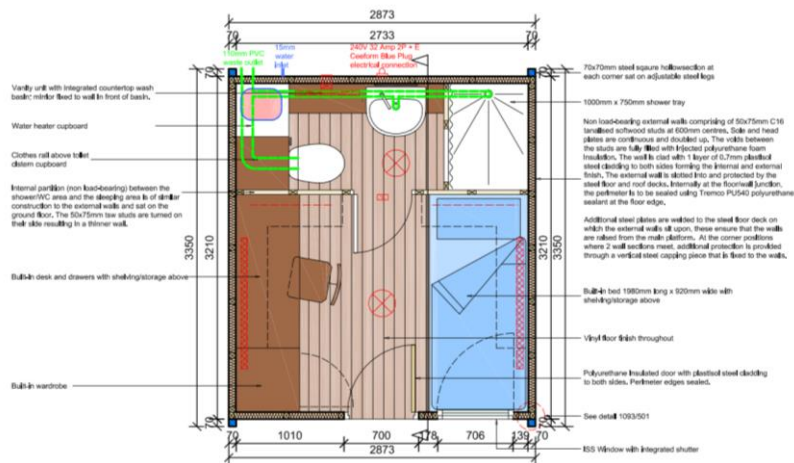 2873
70 2733 70
110mm PVC
waste outlet
15mm
water
inlet
240V 32 Amp 2P + E
Ceeform Blue Plug
electrical connection
Vanity unit with integrated countertop wash
basin; mirror fixed to wall in front of basin.
Water heater cupboard
Clothes rail above toilet
cistern cupboard
Internal partition (non load-bearing) between the
shower/WC area and the sleeping area is of similar
construction to the external walls and sat on the
ground floor. The 50x75mm tsw studs are turned on
their side resulting in a thinner wall.
Built-in desk and drawers with shelving/storage above
Built-in wardrobe
70
3350
3210
70
70
3210
3350
70
70x70mm steel sqaure hollowsection at
each corner sat on adjustable steel legs
1000mm x 750mm shower tray
Non load-bearing external walls comprising of 50x75mm C16
tanalised softwood studs at 600mm centres. Sole and head
plates are continuous and doubled up. The voids between
the studs are fully filled with injected polyurethane foam
insulation. The wall is clad with 1 layer of 0.7mm plastisol
steel cladding to both sides forming the internal and external
finish. The external wall is slotted into and protected by the
steel floor and roof decks. Internally at the floor/wall junction,
the perimeter is to be sealed using Tremco PU540 polyurethane
sealant at the floor edge.
Additional steel plates are welded to the steel floor deck on
which the external walls sit upon, these ensure that the walls
are raised from the main platform. At the corner positions
where 2 wall sections meet, additional protection is provided
through a vertical steel capping piece that is fixed to the walls.
Built-in bed 1980mm long x 920mm wide with
shelving/storage above
Vinyl floor finish throughout
Polyurethane insulated door with plastisol steel cladding
to both sides. Perimeter edges sealed.
See detail 1093/501
ISS Window with integrated shutter
70 1010 700 178 706 139 70
2873